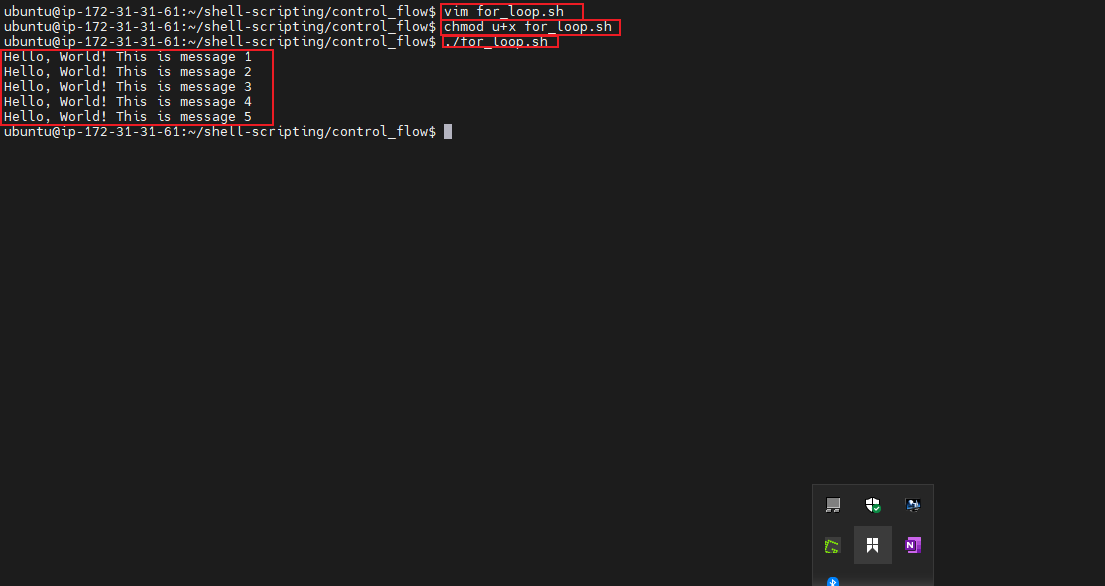 ubuntu@ip-172-31-31-61:~/shell-scripting/control_flow$ vim for_loop.sh
ubuntu@ip-172-31-31-61:~/shell-scripting/control_flow$ chmod u+x for_loop.sh
ubuntu@ip-172-31-31-61:~/shell-scripting/control_flow$ ./for_loop.sh
Hello, World! This is message 1
Hello, World! This is message 2
Hello, World! This is message 3
Hello, World! This is message 4
Hello, World! This is message 5
ubuntu@ip-172-31-31-61:~/shell-scripting/control_flow$
N